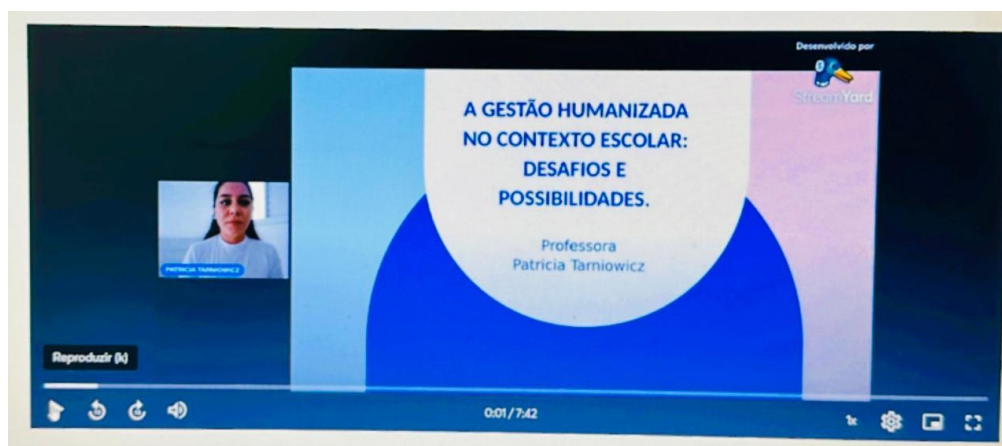 Desenvolvido por
StreamYard
A GESTÃO HUMANIZADA
NO CONTEXTO ESCOLAR:
DESAFIOS E
POSSIBILIDADES.
Professora
Patricia Tarniowicz
PATRICIA TARNIOWICZ
Reproduzir (k)
0:01 / 7:42
1x